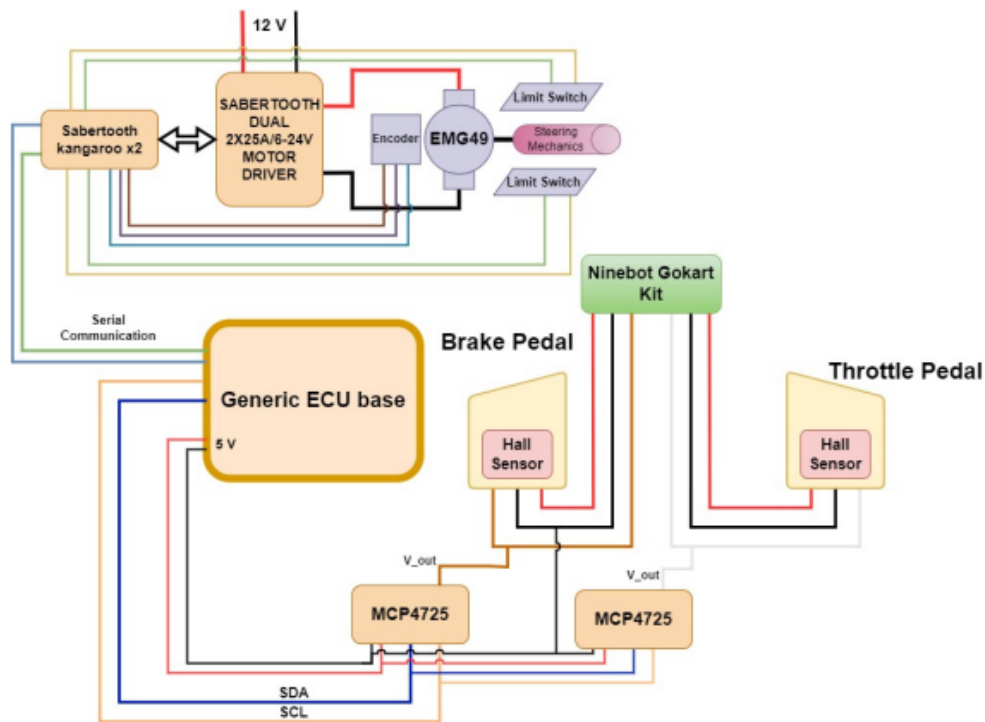 12 V
SABERTOOTH
DUAL
2X25A/6-24V
MOTOR
DRIVER
Sabertooth
kangaroo x2
Encoder
EMG49
Limit Switch
Steering
Mechanics
Limit Switch
Ninebot Gokart
Kit
Serial
Communication
Brake Pedal
Throttle Pedal
Generic ECU base
5 V
Hall
Sensor
Hall
Sensor
V_out
V_out
MCP4725
MCP4725
SDA
SCL